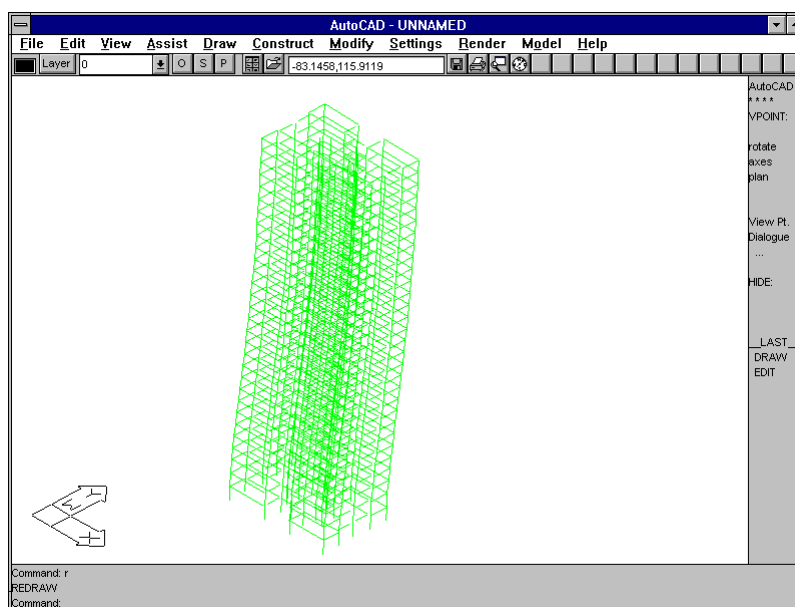 AutoCAD - UNNAMED
File Edit View Assist Draw Construct Modify Settings Render Model Help
Layer 0 O S P -83.1458,115.9119
AutoCAD
* * * *
VPOINT:
rotate
axes
plan
View Pt.
Dialogue
...
HIDE:
__LAST_
DRAW
EDIT
W
Command: r
REDRAW
Command: